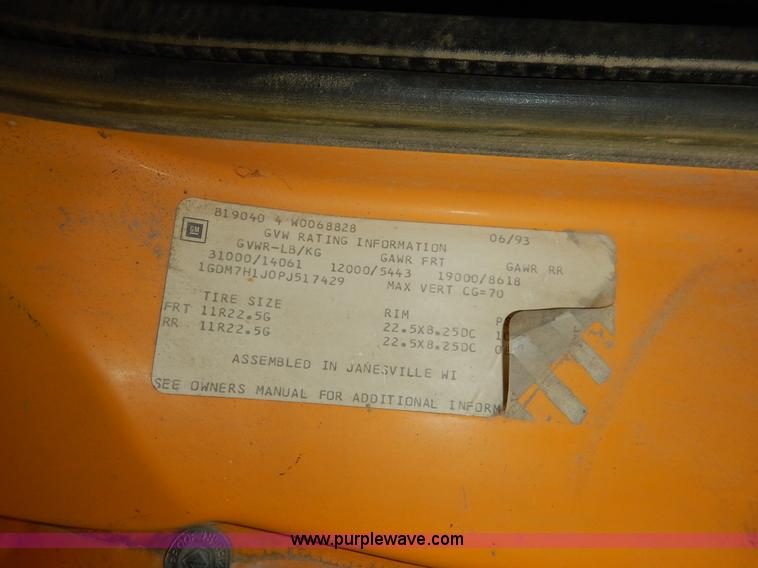 B19040 4 W0068828 06/93
GM
GVW RATING INFORMATION
GVWR-LB/KG GAWR FRT GAWR RR
31000/14061 12000/5443 19000/8618
1GDM7H1J0PJ517429 MAX VERT CG=70
TIRE SIZE RIM
FRT 11R22.5G 22.5X8.25DC
RR 11R22.5G 22.5X8.25DC
ASSEMBLED IN JANESVILLE WI
SEE OWNERS MANUAL FOR ADDITIONAL INFORM
www.purplewave.com